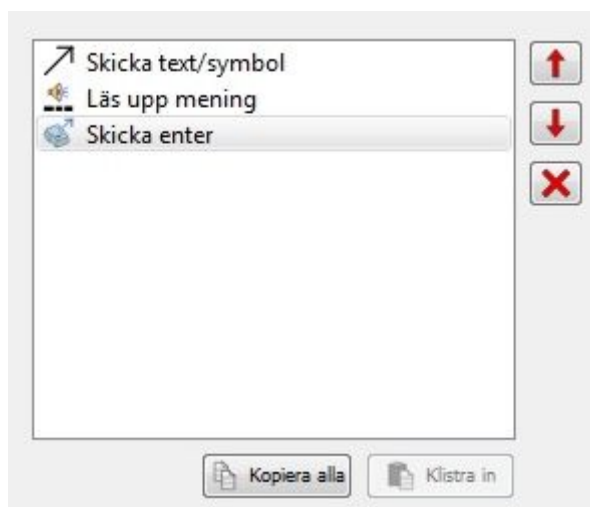 Skicka text/symbol
Läs upp mening
Skicka enter
Kopiera alla
Klistra in